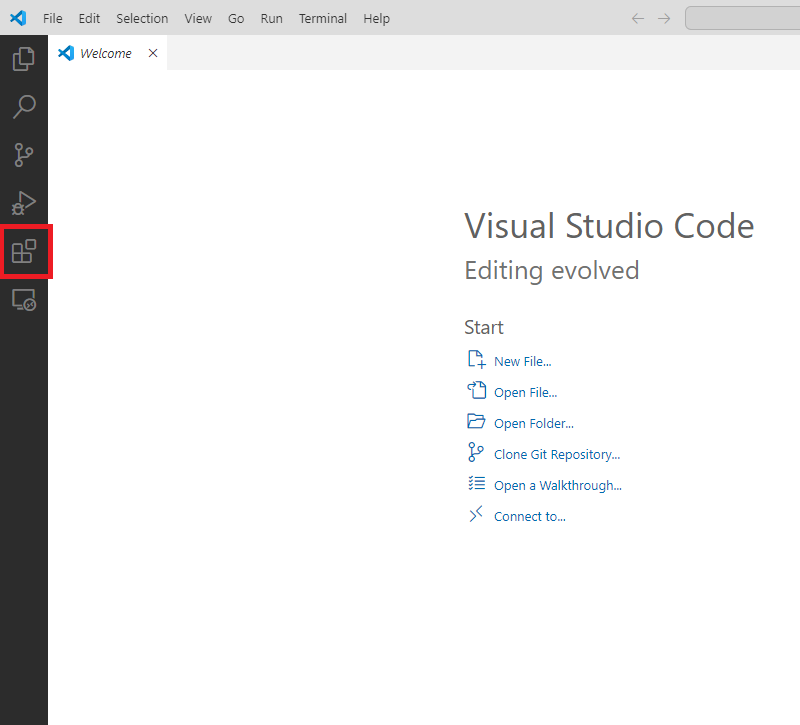 File Edit Selection View Go Run Terminal Help
Welcome
Visual Studio Code
Editing evolved
Start
New File...
Open File...
Open Folder...
Clone Git Repository...
Open a Walkthrough...
Connect to...